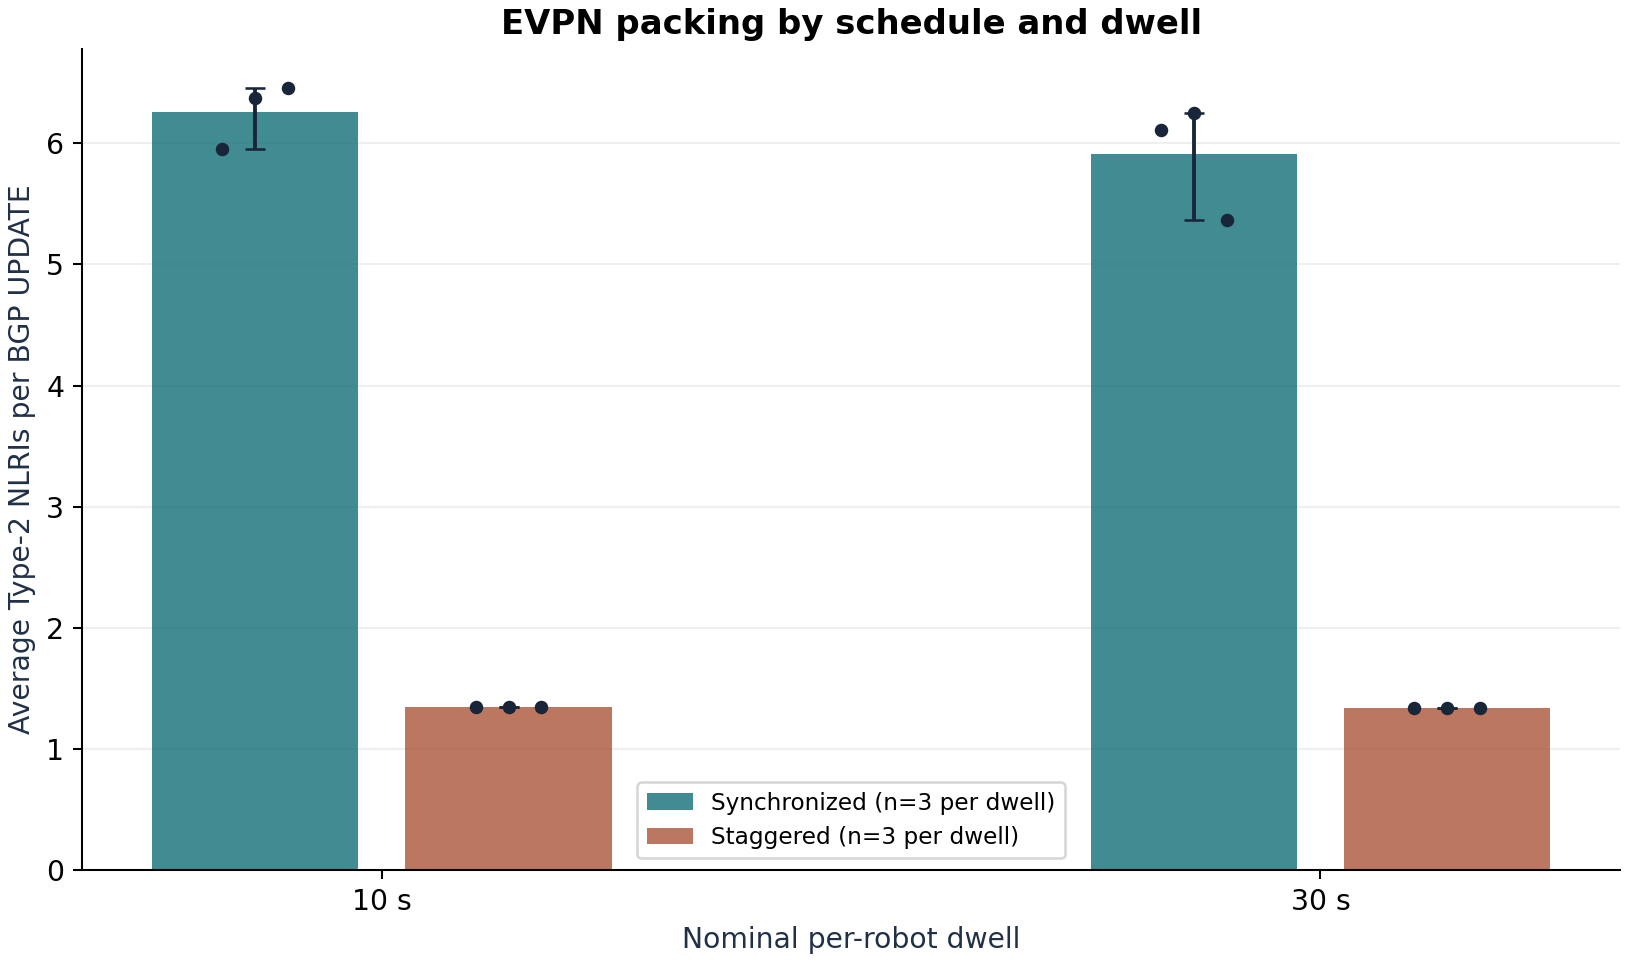 EVPN packing by schedule and dwell
Average Type-2 NLRIs per BGP UPDATE
6
5
4
3
2
1
0
Synchronized (n=3 per dwell)
Staggered (n=3 per dwell)
10 s
30 s
Nominal per-robot dwell